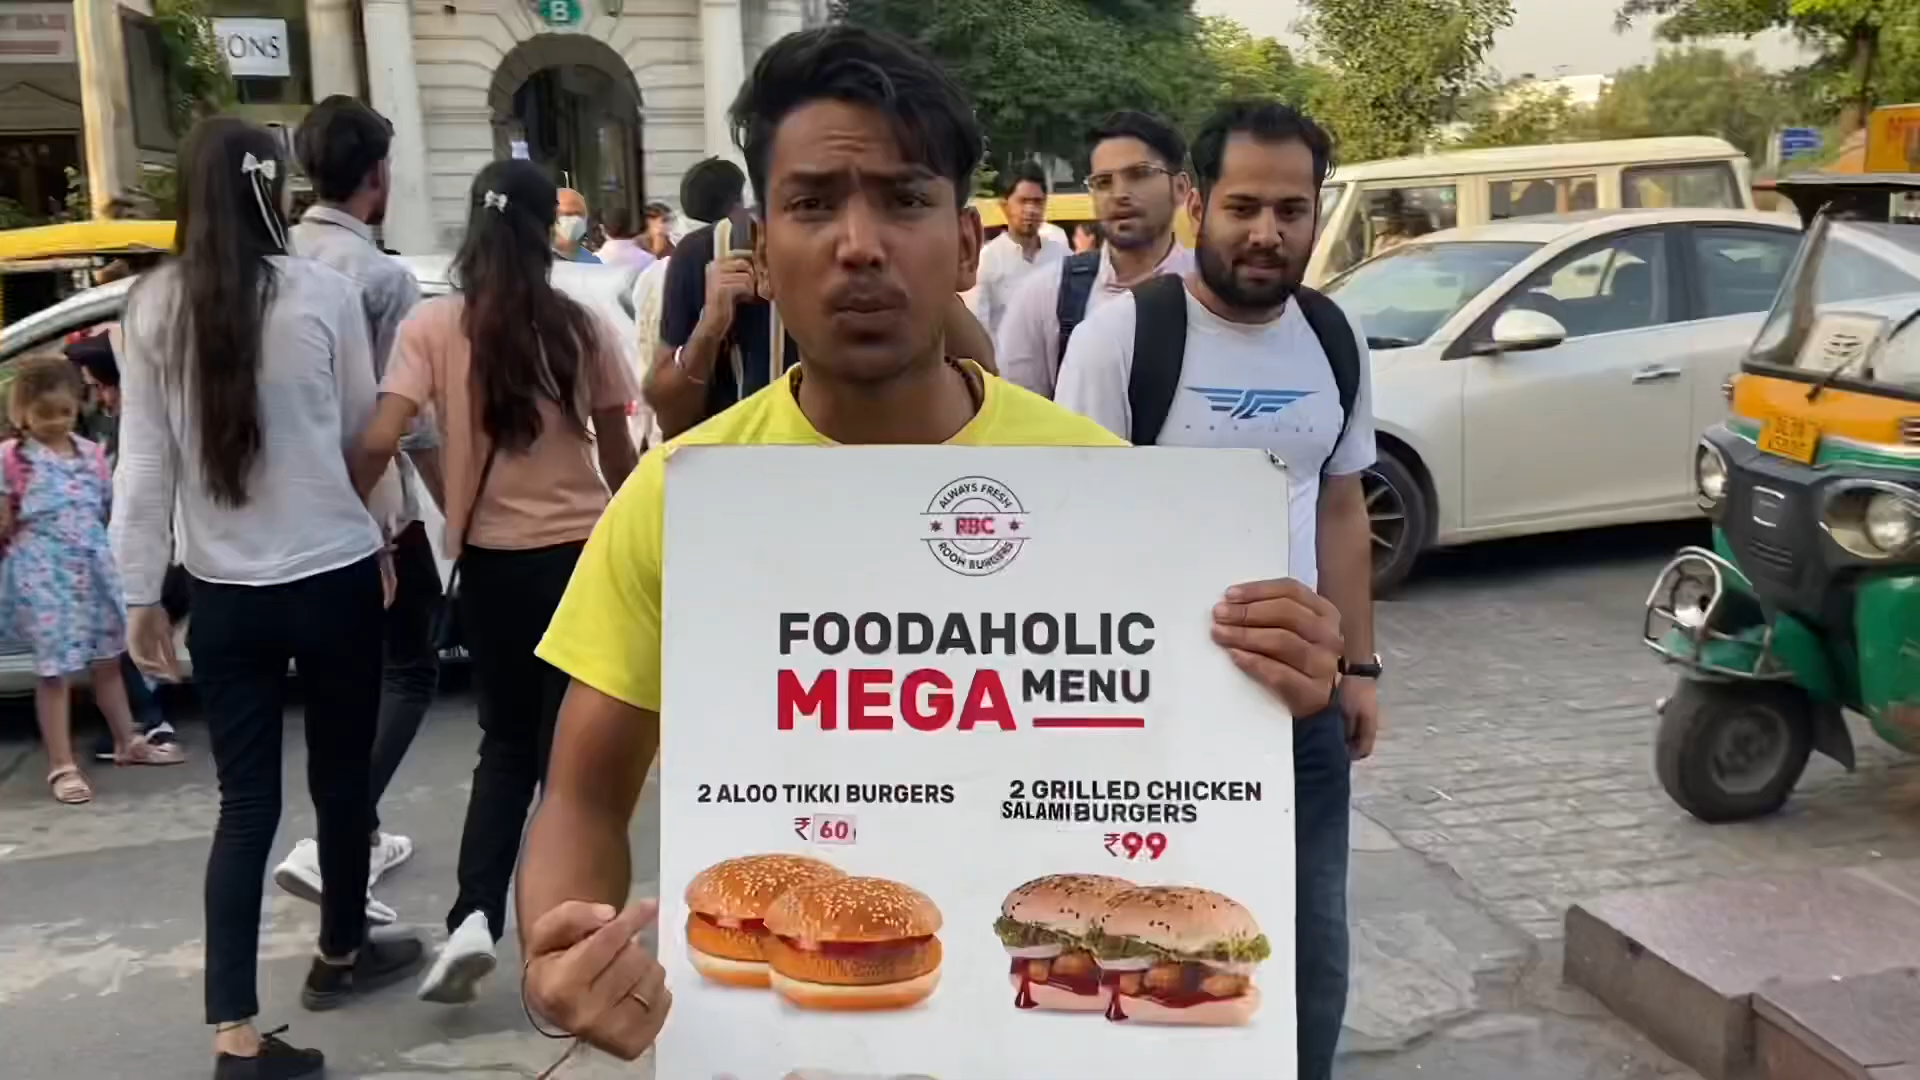 B
IONS
ALWAYS FRESH
RBC
ROOH BURGERS
FOODAHOLIC
MEGA MENU
2 ALOO TIKKI BURGERS
₹ 60
2 GRILLED CHICKEN
SALAMI BURGERS
₹99